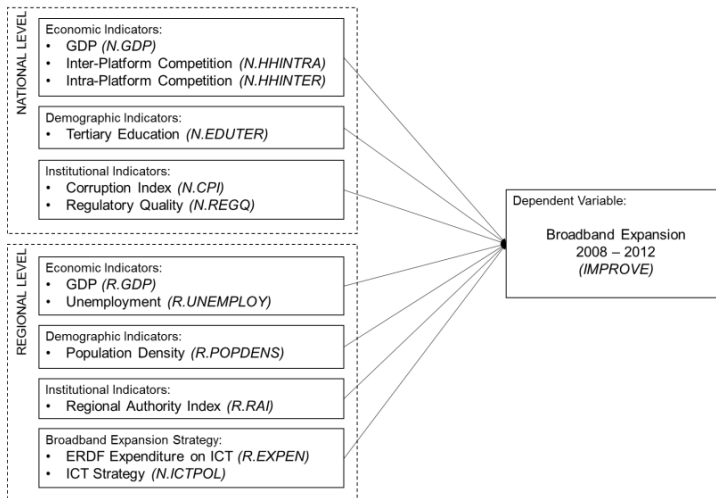 NATIONAL LEVEL
Economic Indicators:
• GDP (N.GDP)
• Inter-Platform Competition (N.HHINTRA)
• Intra-Platform Competition (N.HHINTER)
Demographic Indicators:
• Tertiary Education (N.EDUTER)
Institutional Indicators:
• Corruption Index (N.CPI)
• Regulatory Quality (N.REGQ)
REGIONAL LEVEL
Economic Indicators:
• GDP (R.GDP)
• Unemployment (R.UNEMPLOY)
Demographic Indicators:
• Population Density (R.POPDENS)
Institutional Indicators:
• Regional Authority Index (R.RAI)
Broadband Expansion Strategy:
• ERDF Expenditure on ICT (R.EXPEN)
• ICT Strategy (N.ICTPOL)
Dependent Variable:
Broadband Expansion
2008 – 2012
(IMPROVE)